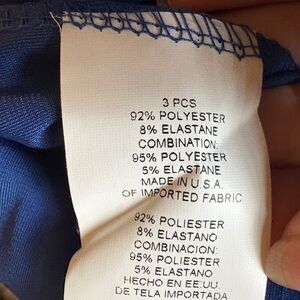 3 PCS
92% POLYESTER
8% ELASTANE
COMBINATION:
95% POLYESTER
5% ELASTANE
MADE IN U.S.A.
OF IMPORTED FABRIC
92% POLIESTER
8% ELASTANO
COMBINACION:
95% POLIESTER
5% ELASTANO
HECHO EN EE:UU.
DE TELA IMPORTADA